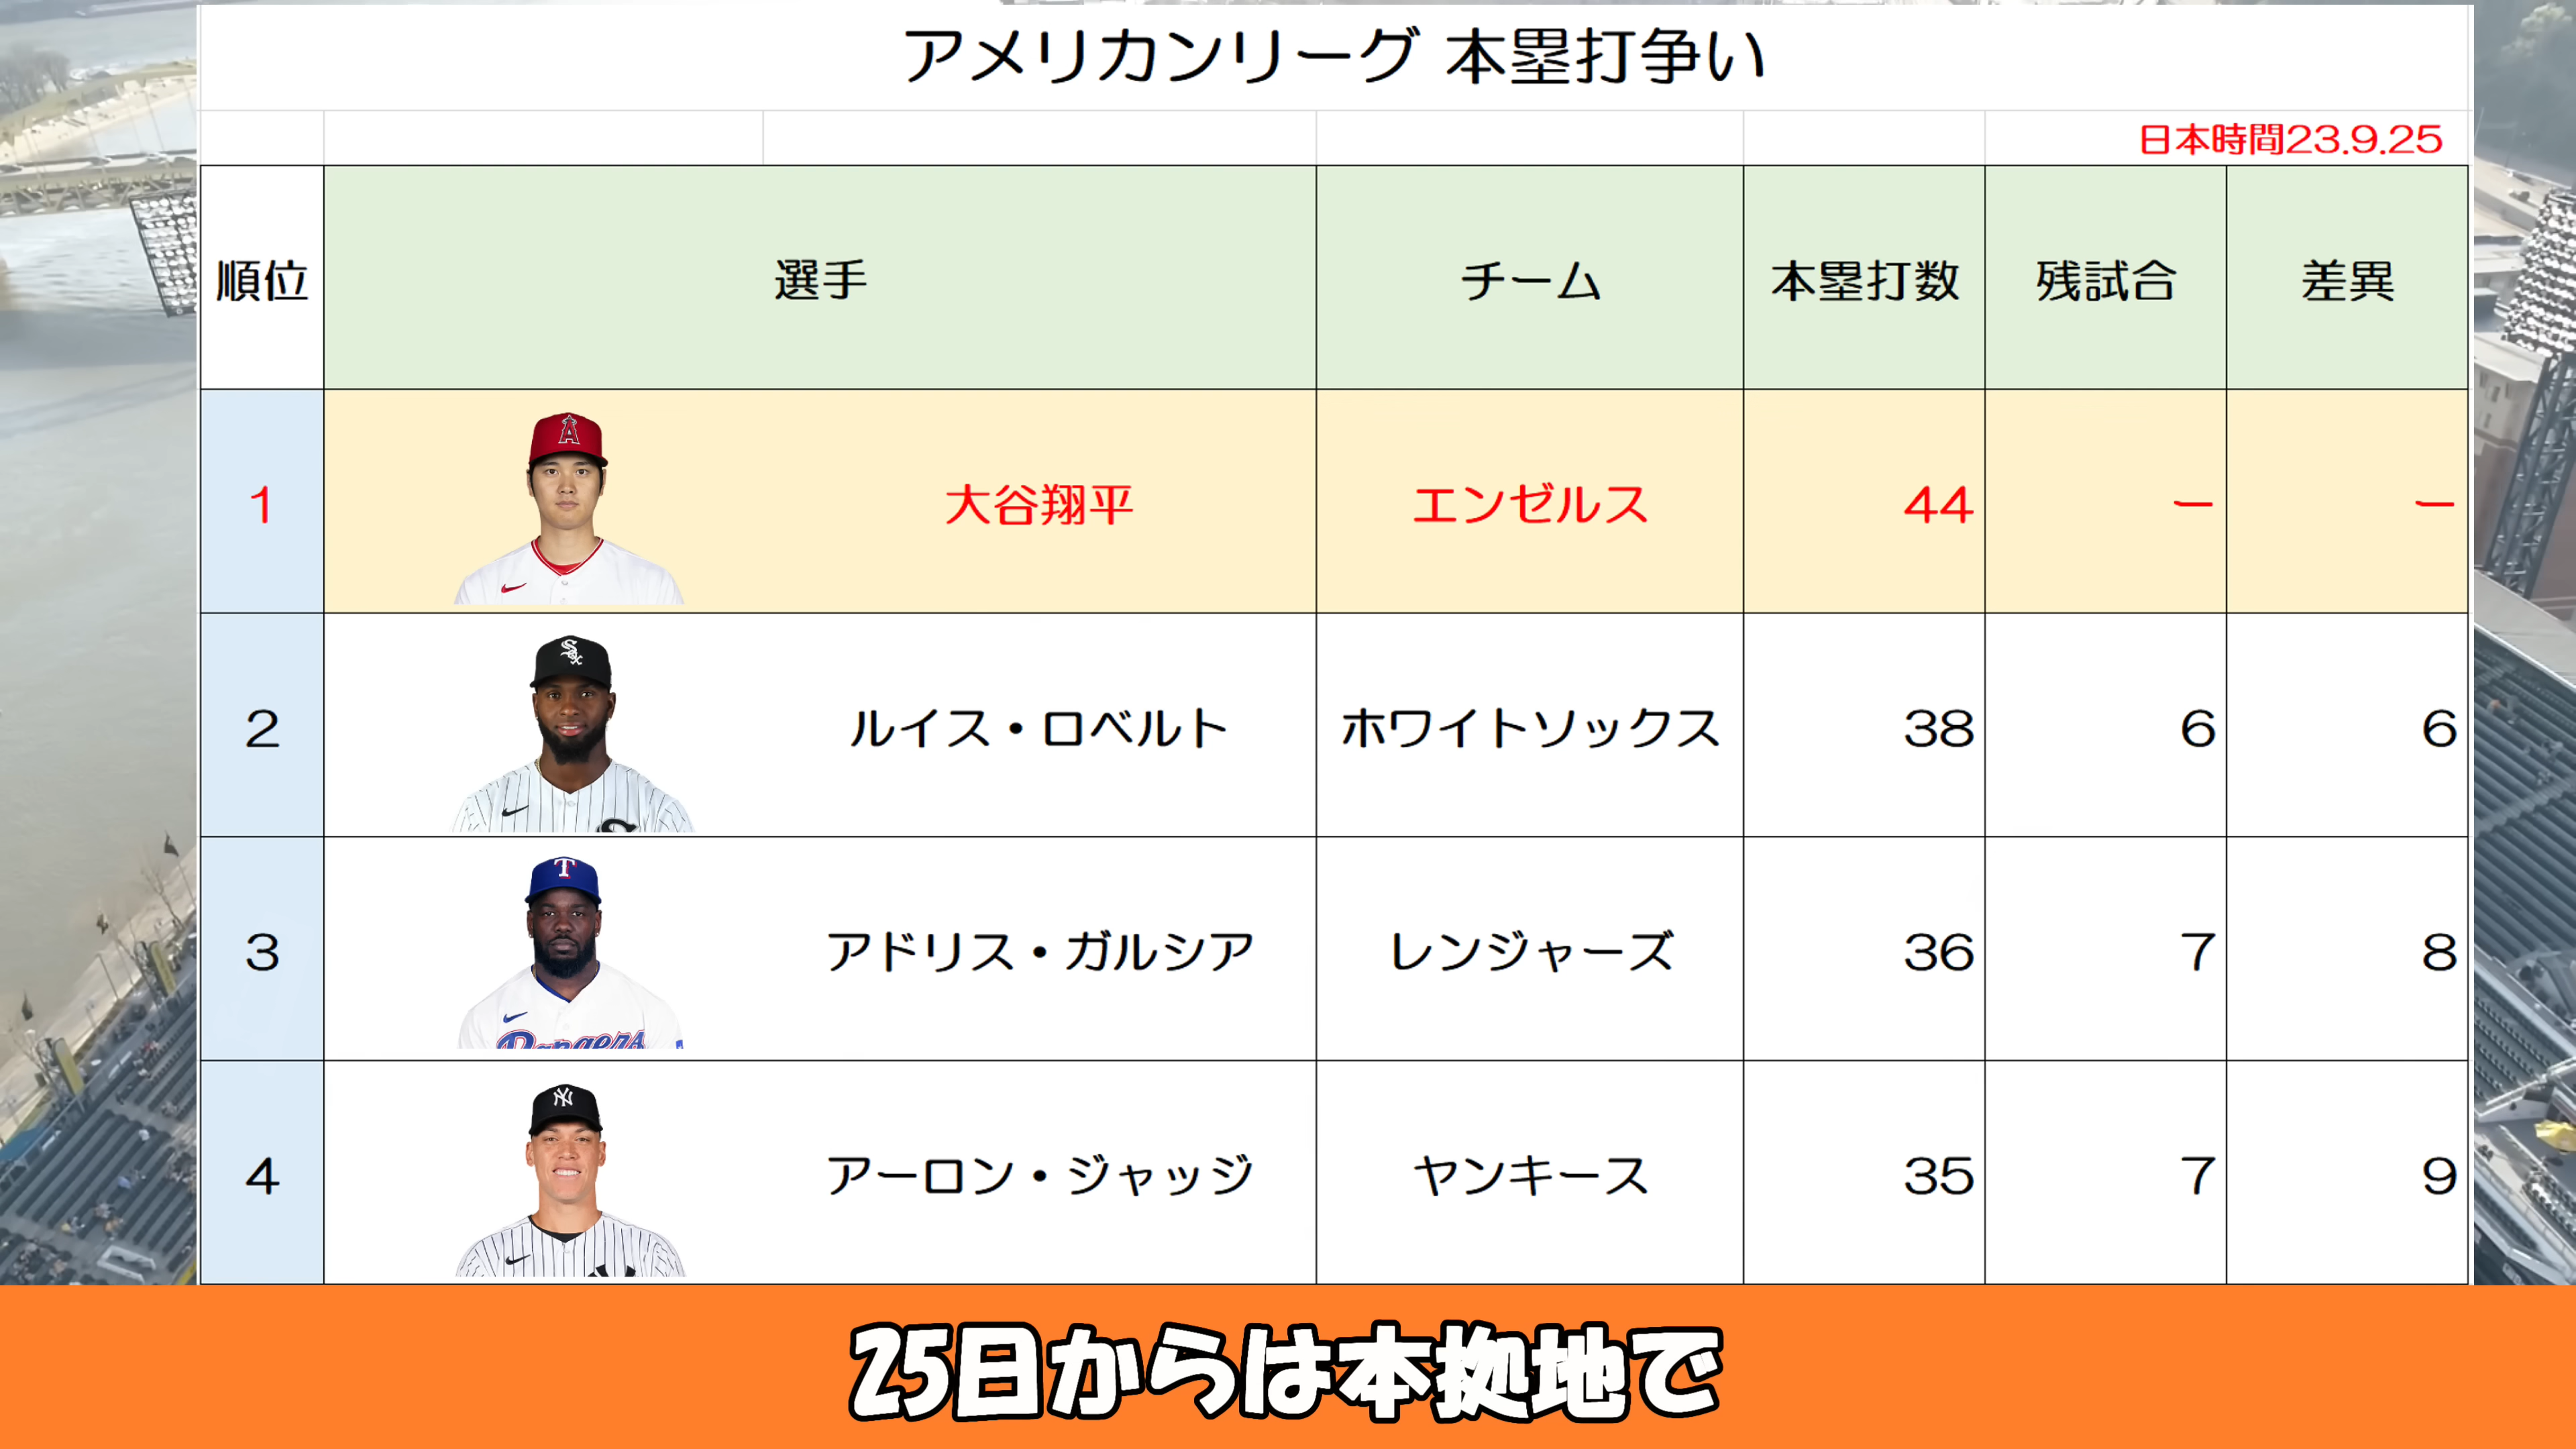 アメリカンリーグ 本塁打争い
日本時間23.9.25
順位 選手 チーム 本塁打数 残試合 差異
1 大谷翔平 エンゼルス 44 ー ー
2 ルイス・ロベルト ホワイトソックス 38 6 6
3 アドリス・ガルシア レンジャーズ 36 7 8
4 アーロン・ジャッジ ヤンキース 35 7 9
25日からは本拠地で